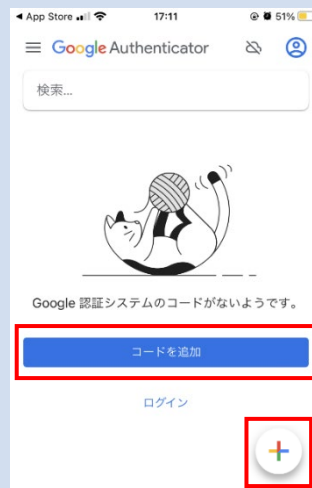 App Store 17:11 51%
Google Authenticator
検索...
Google 認証システムのコードがないようです。
コードを追加
ログイン